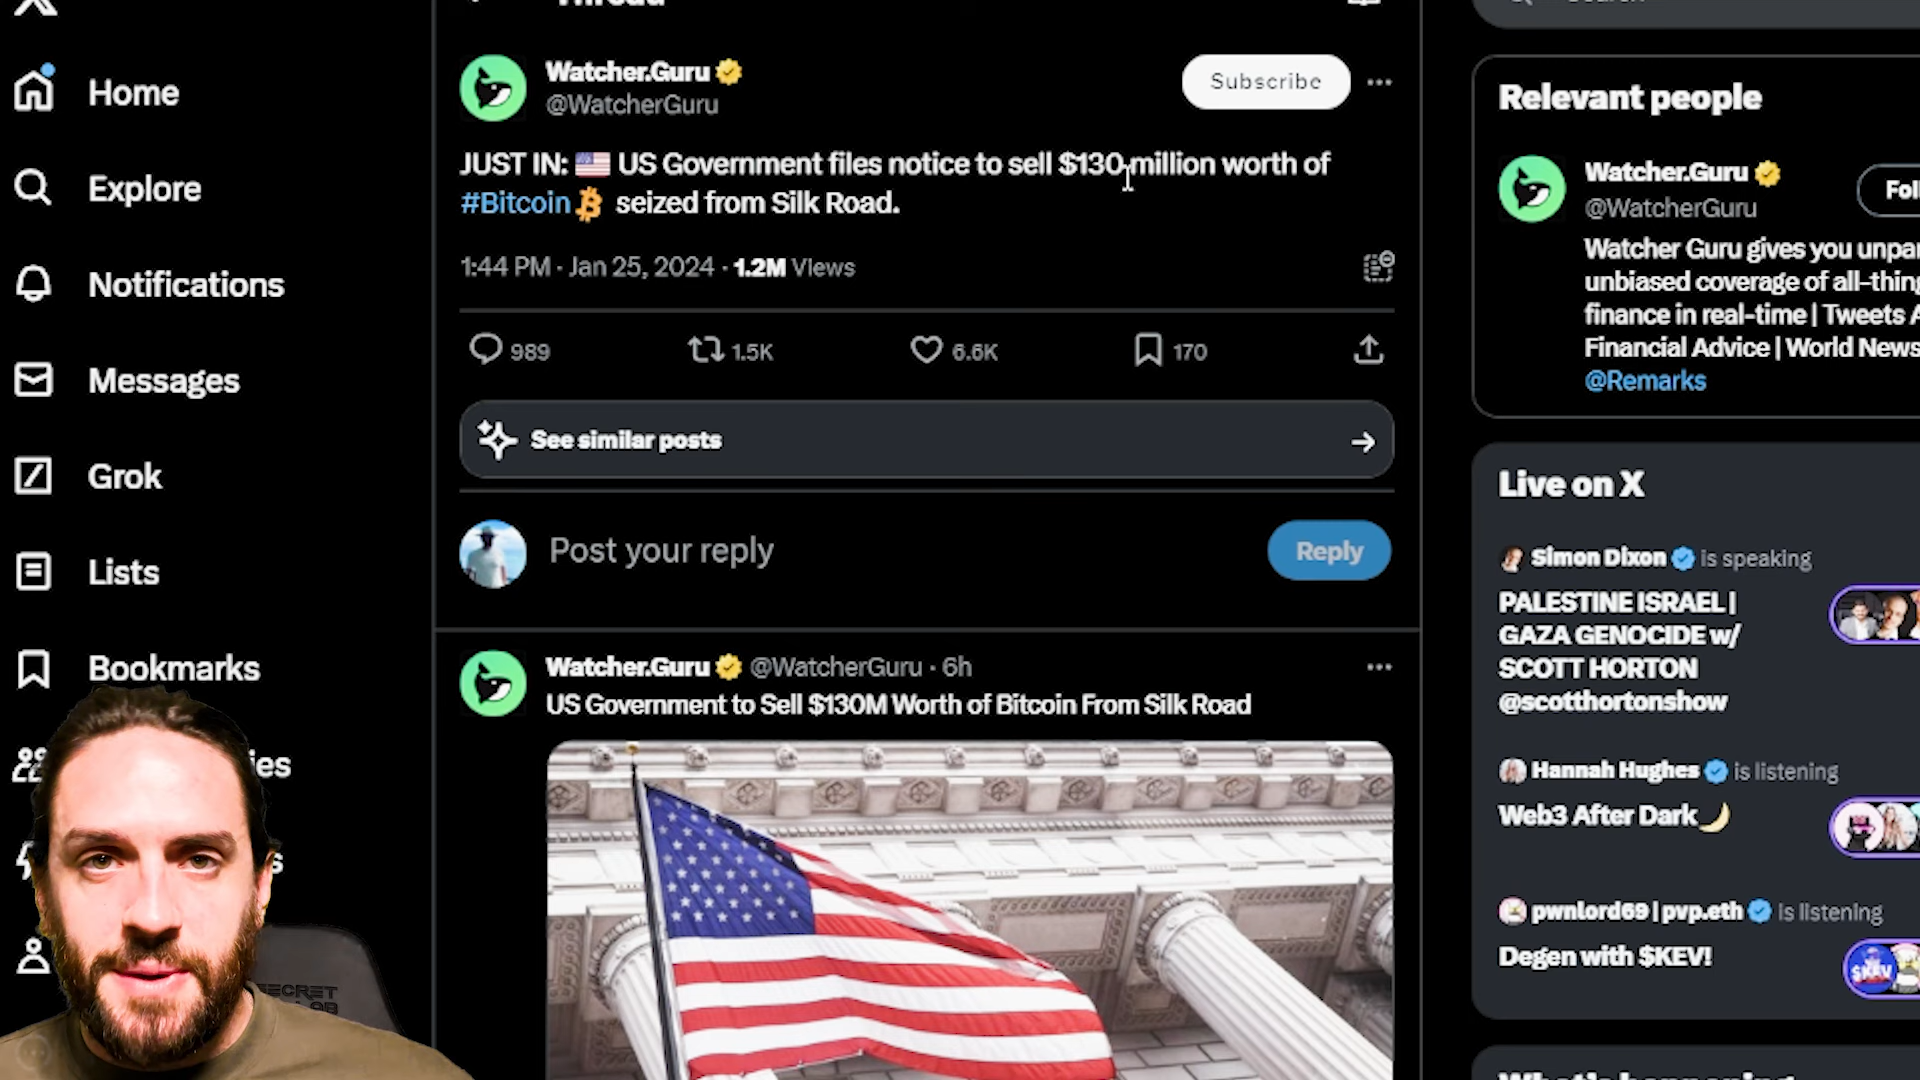 Thread
Home
Explore
Notifications
Messages
Grok
Lists
Bookmarks
Watcher.Guru
@WatcherGuru
Subscribe
JUST IN: 🇺🇸 US Government files notice to sell $130 million worth of
#Bitcoin seized from Silk Road.
1:44 PM · Jan 25, 2024 · 1.2M Views
989
1.5K
6.6K
170
See similar posts
Post your reply
Reply
Watcher.Guru @WatcherGuru · 6h
US Government to Sell $130M Worth of Bitcoin From Silk Road
Relevant people
Watcher.Guru
@WatcherGuru
Fol
Watcher Guru gives you unpa
unbiased coverage of all-thing
finance in real-time | Tweets A
Financial Advice | World News
@Remarks
Live on X
Simon Dixon is speaking
PALESTINE ISRAEL |
GAZA GENOCIDE w/
SCOTT HORTON
@scotthortonshow
Hannah Hughes is listening
Web3 After Dark🌙
pwnlord69 | pvp.eth is listening
Degen with $KEV!
$KEV
What's happening